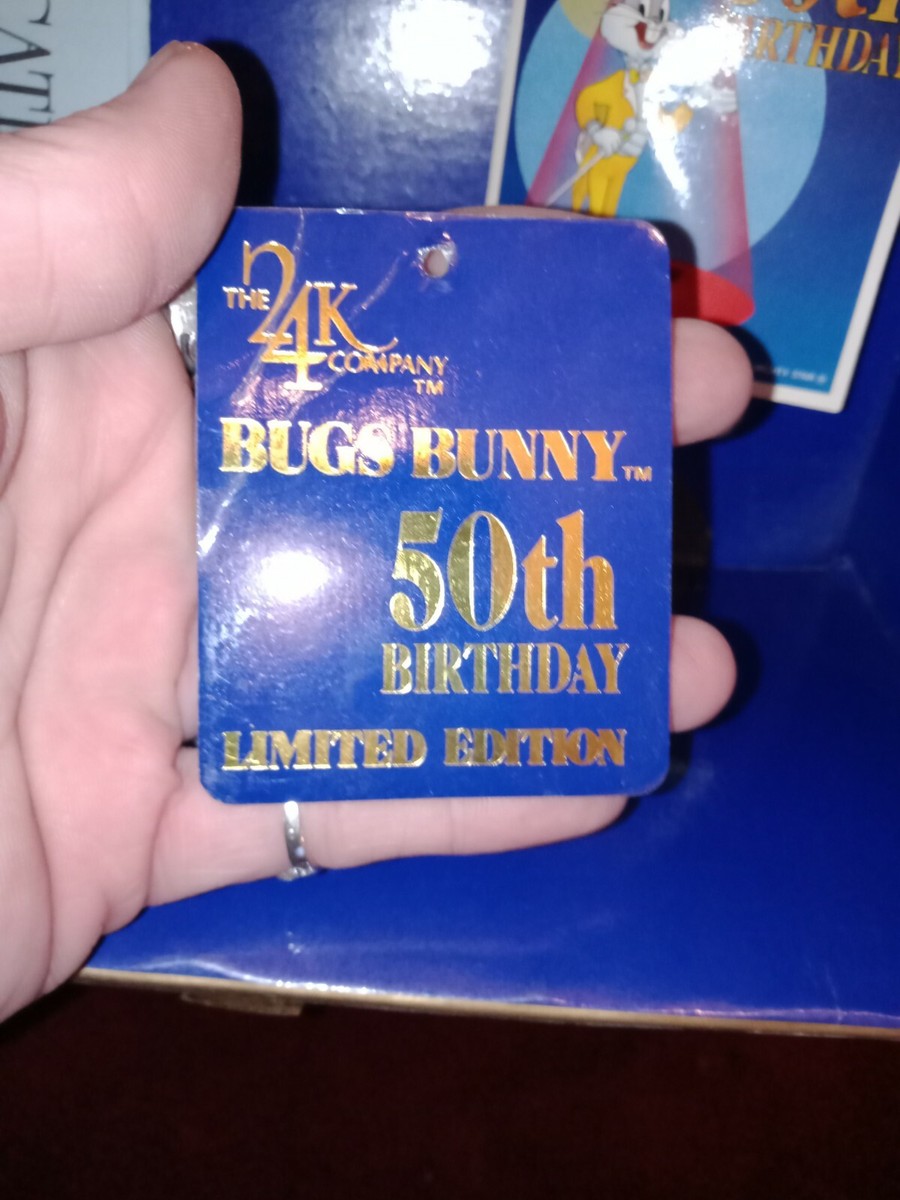 THE 24K
COMPANY
TM
BUGS BUNNY TM
50th
BIRTHDAY
LIMITED EDITION